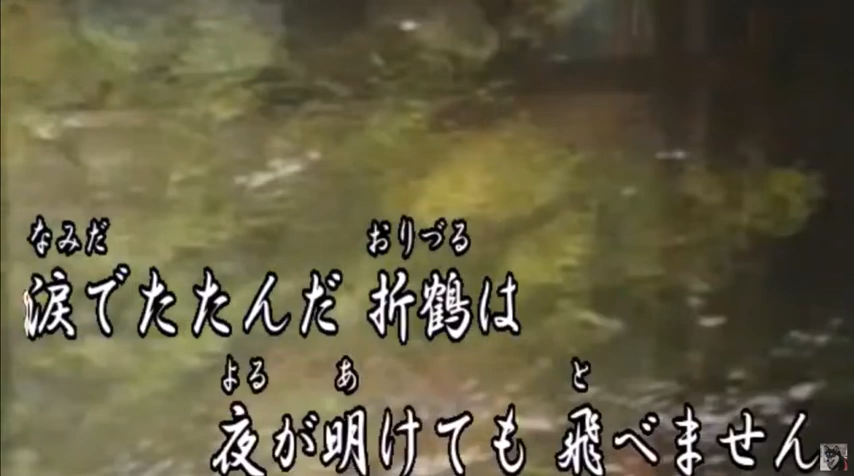 なみだ おりづる
涙でたたんだ 折鶴は
よる あ と
夜が明けても 飛べません